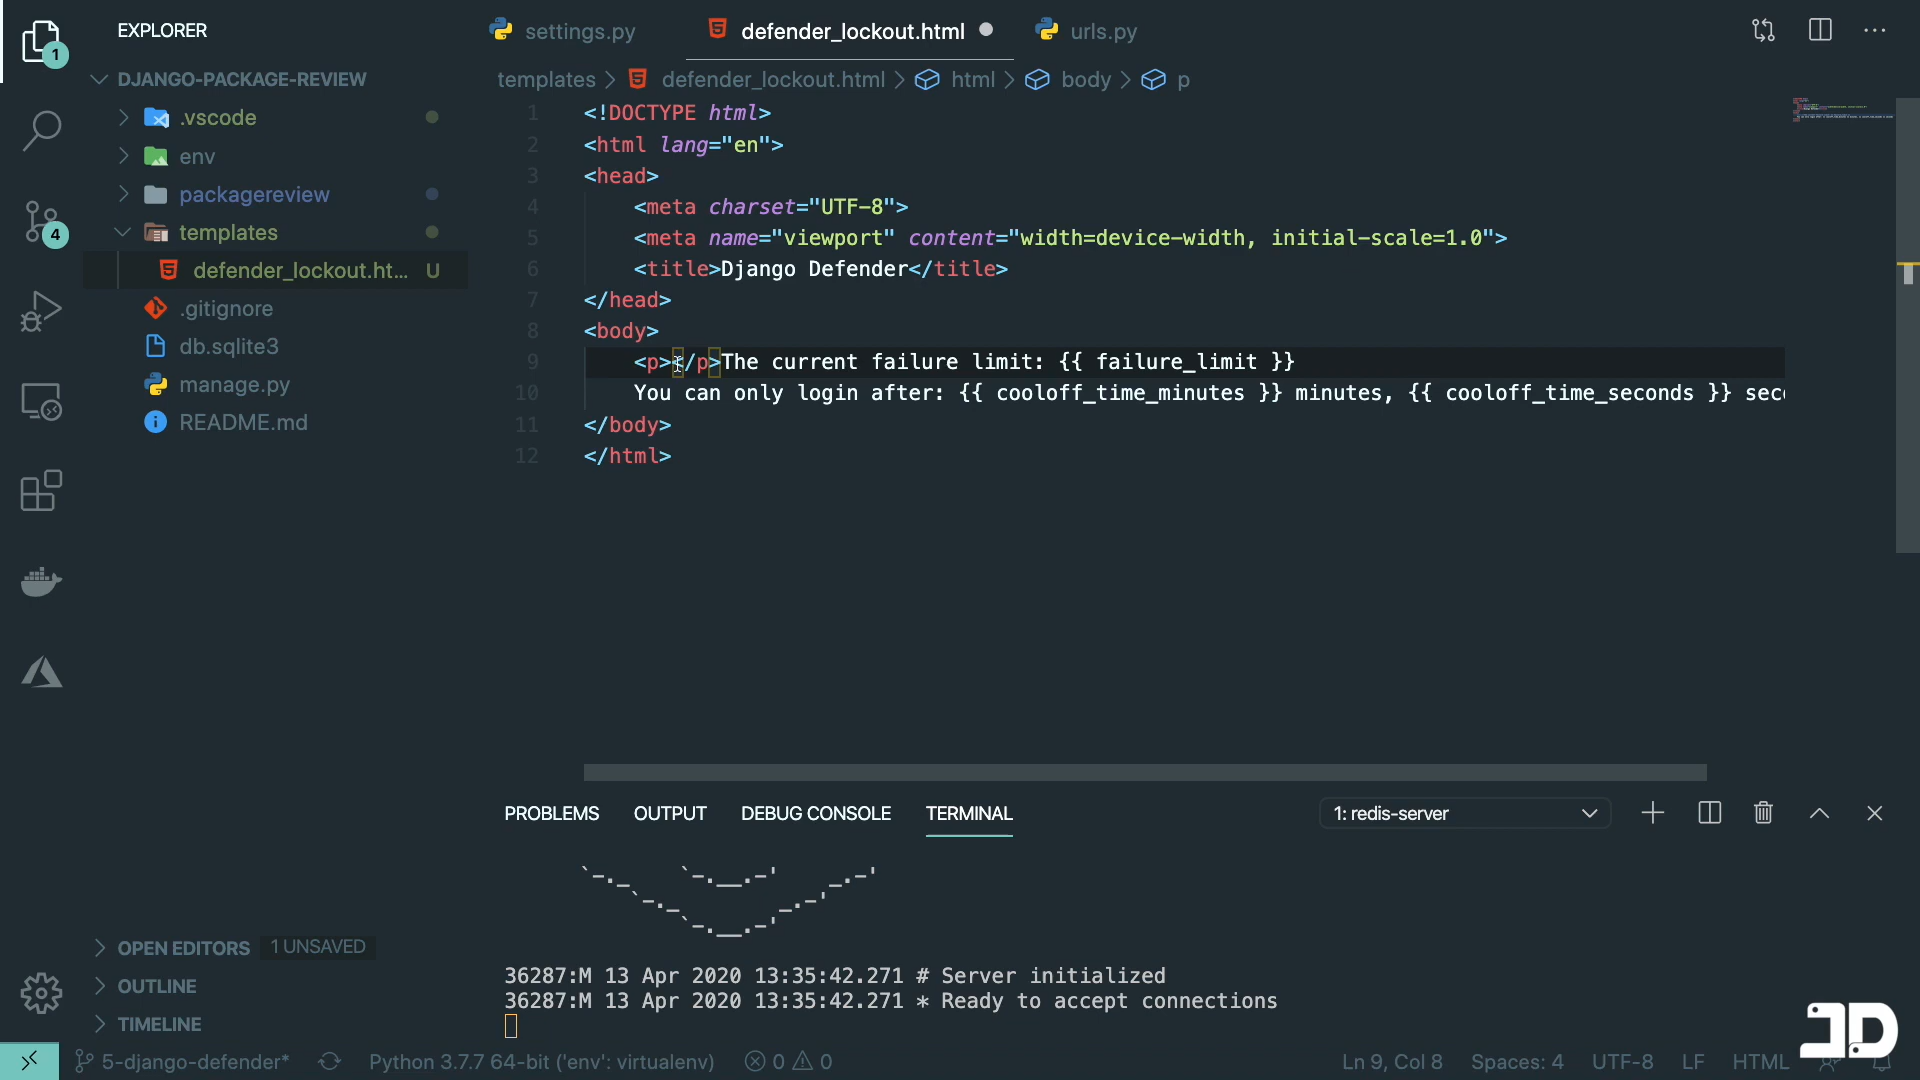 EXPLORER
settings.py
defender_lockout.html
urls.py
1
DJANGO-PACKAGE-REVIEW
templates > defender_lockout.html > html > body > p
.vscode
env
packagereview
templates
defender_lockout.ht... U
.gitignore
db.sqlite3
manage.py
README.md
4
1 <!DOCTYPE html>
2 <html lang="en">
3 <head>
4 <meta charset="UTF-8">
5 <meta name="viewport" content="width=device-width, initial-scale=1.0">
6 <title>Django Defender</title>
7 </head>
8 <body>
9 <p></p>The current failure limit: {{ failure_limit }}
10 You can only login after: {{ cooloff_time_minutes }} minutes, {{ cooloff_time_seconds }} sec
11 </body>
12 </html>
PROBLEMS OUTPUT DEBUG CONSOLE TERMINAL
1: redis-server
`-._ `-.__.-' _.-'
`-._ _.-'
`-.__.-'
36287:M 13 Apr 2020 13:35:42.271 # Server initialized
36287:M 13 Apr 2020 13:35:42.271 * Ready to accept connections
OPEN EDITORS 1 UNSAVED
OUTLINE
TIMELINE
JD
5-django-defender* Python 3.7.7 64-bit ('env': virtualenv) 0 0 Ln 9, Col 8 Spaces: 4 UTF-8 LF HTML